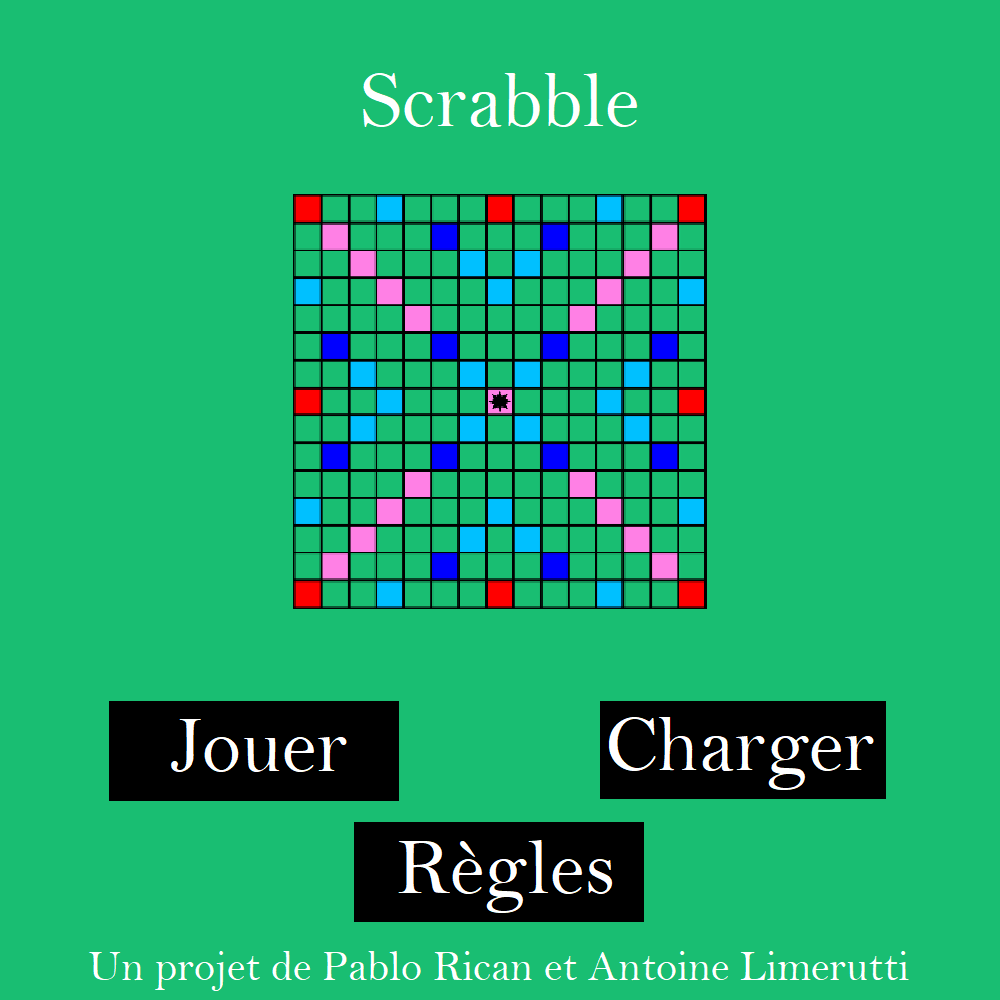 Scrabble
Jouer
Charger
Règles
Un projet de Pablo Rican et Antoine Limerutti